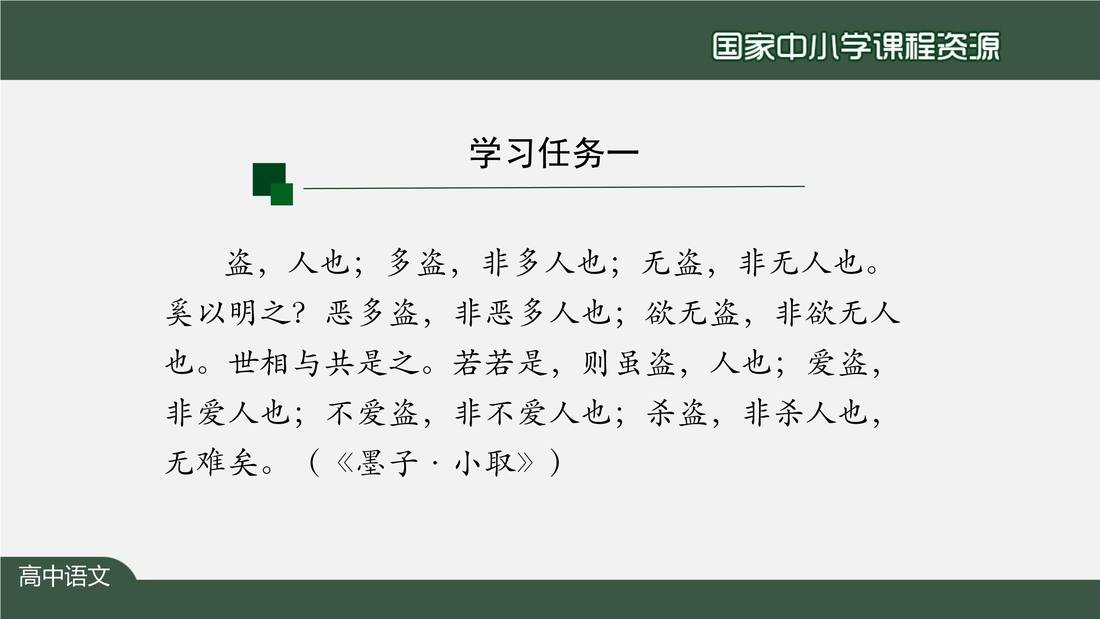 国家中小学课程资源
学习任务一
盗，人也；多盗，非多人也；无盗，非无人也。
奚以明之？恶多盗，非恶多人也；欲无盗，非欲无人
也。世相与共是之。若若是，则虽盗，人也；爱盗，
非爱人也；不爱盗，非不爱人也；杀盗，非杀人也，
无难矣。（《墨子·小取》）
高中语文